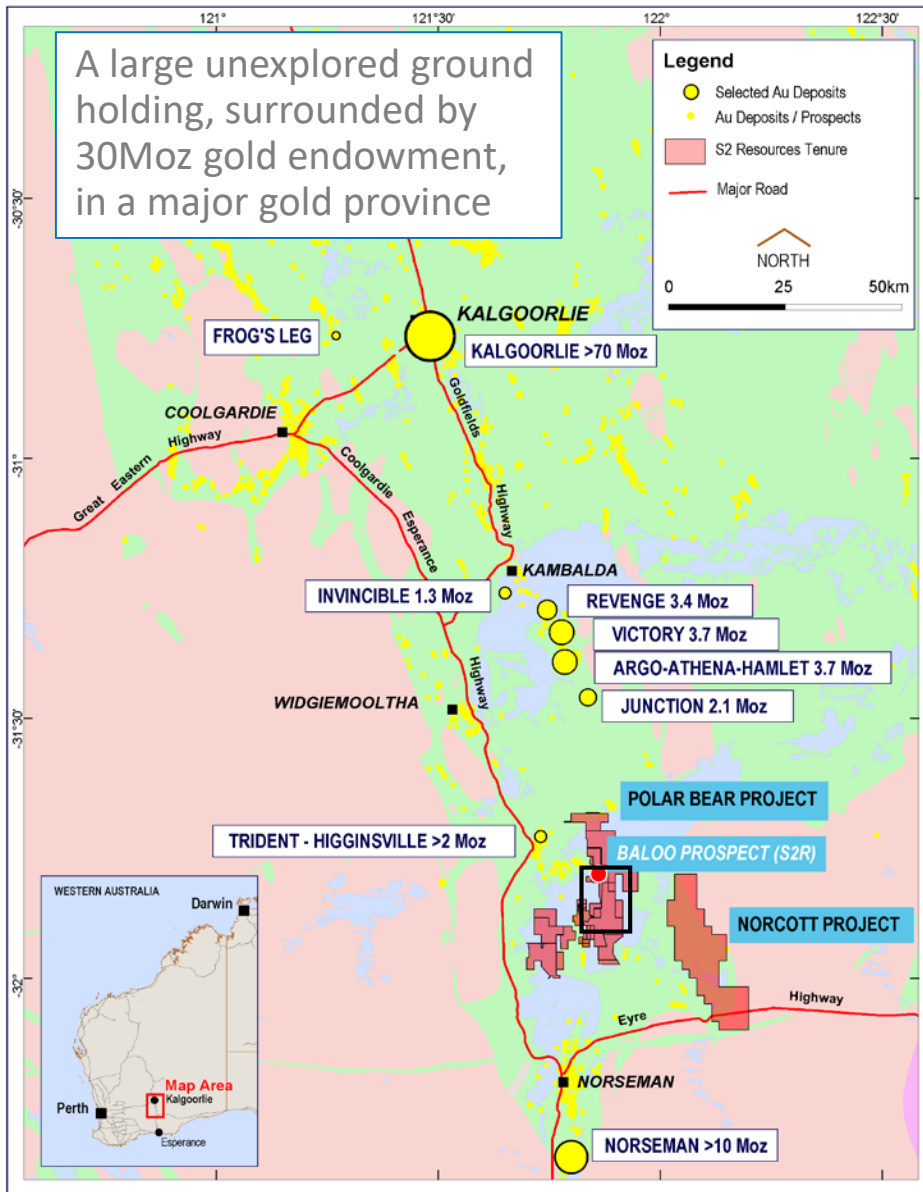 121°
121°30'
122°
122°30'
A large unexplored ground
holding, surrounded by
30Moz gold endowment,
in a major gold province
Legend
Selected Au Deposits
Au Deposits / Prospects
S2 Resources Tenure
Major Road
NORTH
0 25 50km
-30°30'
FROG'S LEG
KALGOORLIE
KALGOORLIE >70 Moz
COOLGARDIE
Goldfields
Highway
Great Eastern Highway
-31°
Coolgardie
Esperance
Highway
KAMBALDA
INVINCIBLE 1.3 Moz
REVENGE 3.4 Moz
VICTORY 3.7 Moz
ARGO-ATHENA-HAMLET 3.7 Moz
JUNCTION 2.1 Moz
WIDGIEMOOLTHA
-31°30'
POLAR BEAR PROJECT
TRIDENT - HIGGINSVILLE >2 Moz
BALOO PROSPECT (S2R)
NORCOTT PROJECT
-32°
Eyre
Highway
NORSEMAN
NORSEMAN >10 Moz
WESTERN AUSTRALIA
Darwin
Map Area
Kalgoorlie
Perth
Esperance